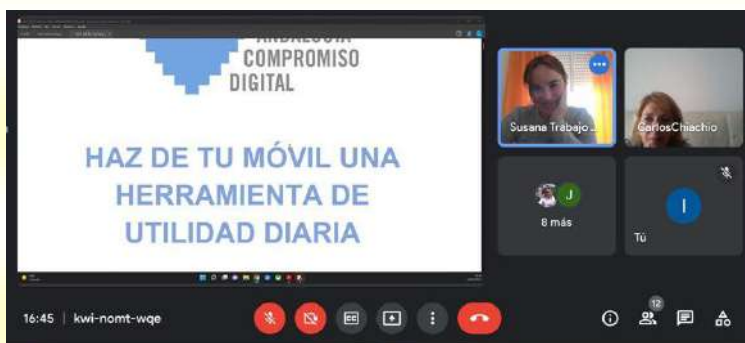 COMPROMISO
DIGITAL
HAZ DE TU MÓVIL UNA
HERRAMIENTA DE
UTILIDAD DIARIA
Susana Trabajo ...
CarlosChiachio
J
8 más
I
Tú
16:45 | kwi-nomt-wqe
CC
12